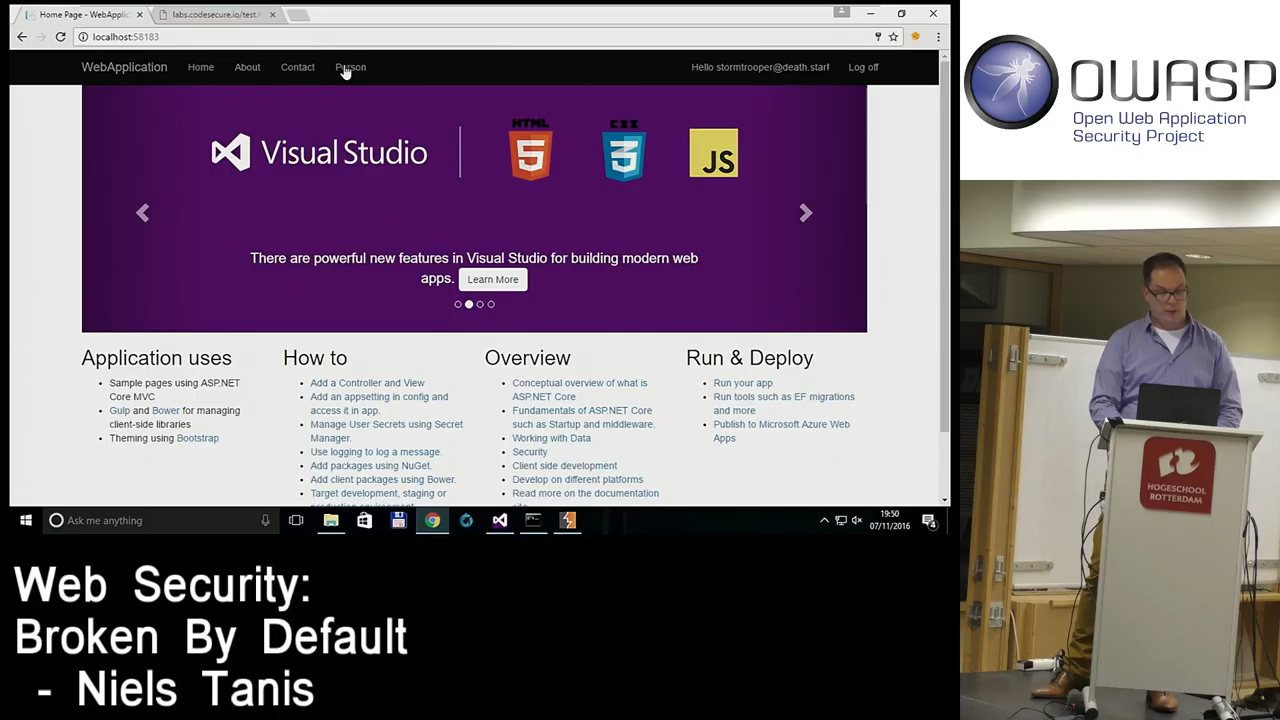 Home Page - WebApplic
labs.codesecure.io/test.h
localhost:58183
WebApplication Home About Contact Person Hello stormtrooper@death.star! Log off
Visual Studio HTML 5 CSS 3 JS
There are powerful new features in Visual Studio for building modern web
apps. Learn More
Application uses
Sample pages using ASP.NET
Core MVC
Gulp and Bower for managing
client-side libraries
Theming using Bootstrap
How to
Add a Controller and View
Add an appsetting in config and
access it in app.
Manage User Secrets using Secret
Manager.
Use logging to log a message.
Add packages using NuGet.
Add client packages using Bower.
Target development, staging or
production environment.
Overview
Conceptual overview of what is
ASP.NET Core
Fundamentals of ASP.NET Core
such as Startup and middleware.
Working with Data
Security
Client side development
Develop on different platforms
Read more on the documentation
site
Run & Deploy
Run your app
Run tools such as EF migrations
and more
Publish to Microsoft Azure Web
Apps
Ask me anything
19:50
07/11/2016
4
OWASP
Open Web Application
Security Project
HOGESCHOOL
ROTTERDAM
Web Security:
Broken By Default
- Niels Tanis